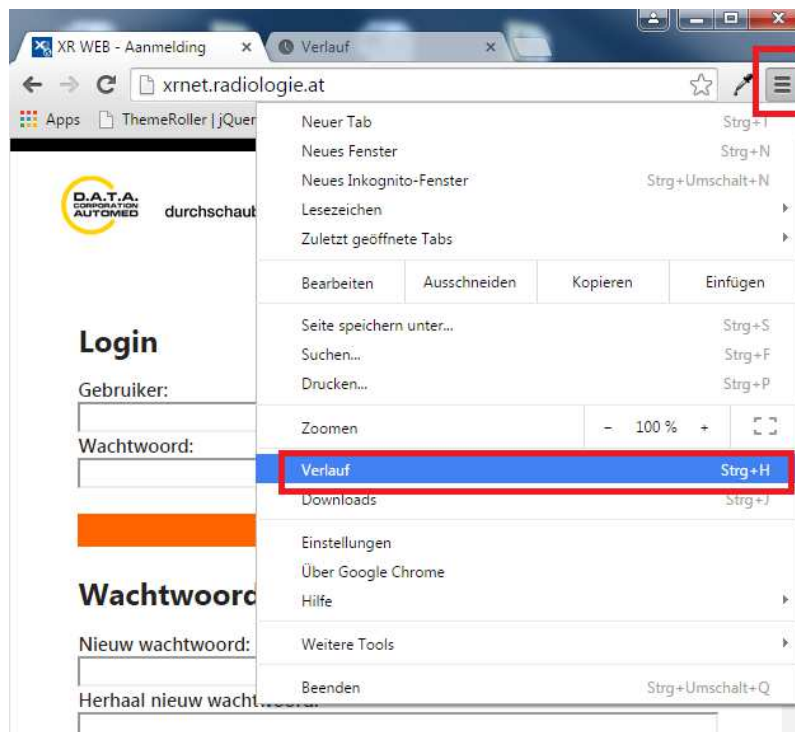 XR WEB - Aanmelding
Verlauf
xrnet.radiologie.at
Apps ThemeRoller | jQuer
D.A.T.A.
CORPORATION
AUTOMED
durchschaub
Neuer Tab Strg+T
Neues Fenster Strg+N
Neues Inkognito-Fenster Strg+Umschalt+N
Lesezeichen
Zuletzt geöffnete Tabs
Bearbeiten Ausschneiden Kopieren Einfügen
Seite speichern unter... Strg+S
Suchen... Strg+F
Drucken... Strg+P
Zoomen - 100 % +
Verlauf Strg+H
Downloads Strg+J
Einstellungen
Über Google Chrome
Hilfe
Weitere Tools
Beenden Strg+Umschalt+Q
Login
Gebruiker:
Wachtwoord:
Wachtwoord
Nieuw wachtwoord:
Herhaal nieuw wachtwoord: